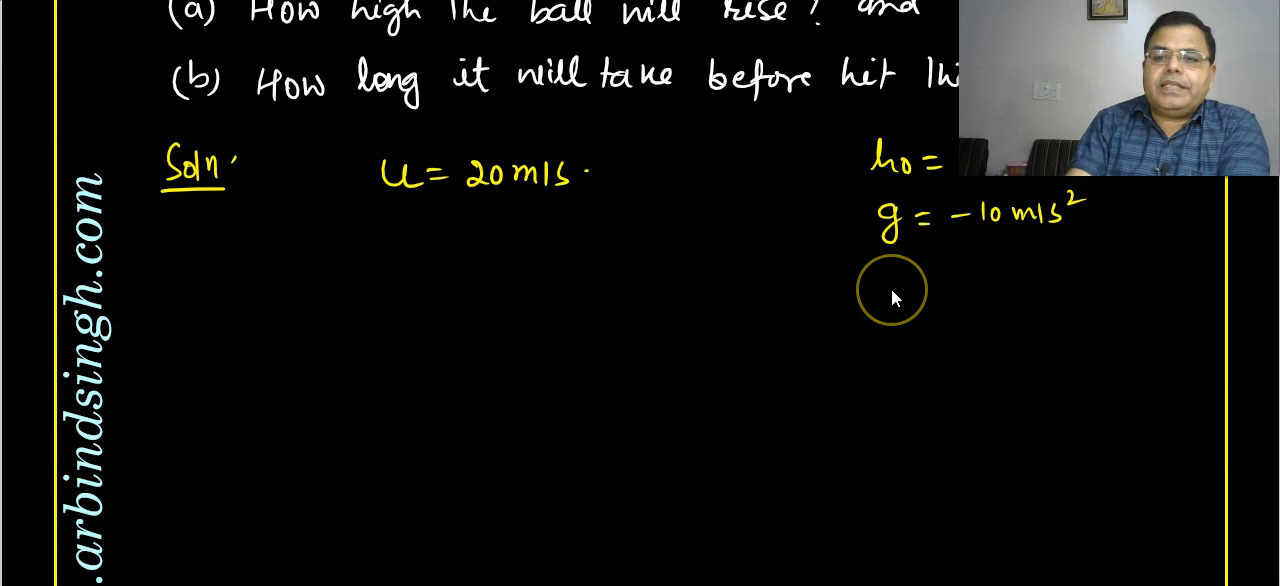 (a) How high the ball will rise? and
(b) How long it will take before hit
Soln.
u = 20 m/s.
h₀ =
g = -10 m/s²
.arbindsingh.com